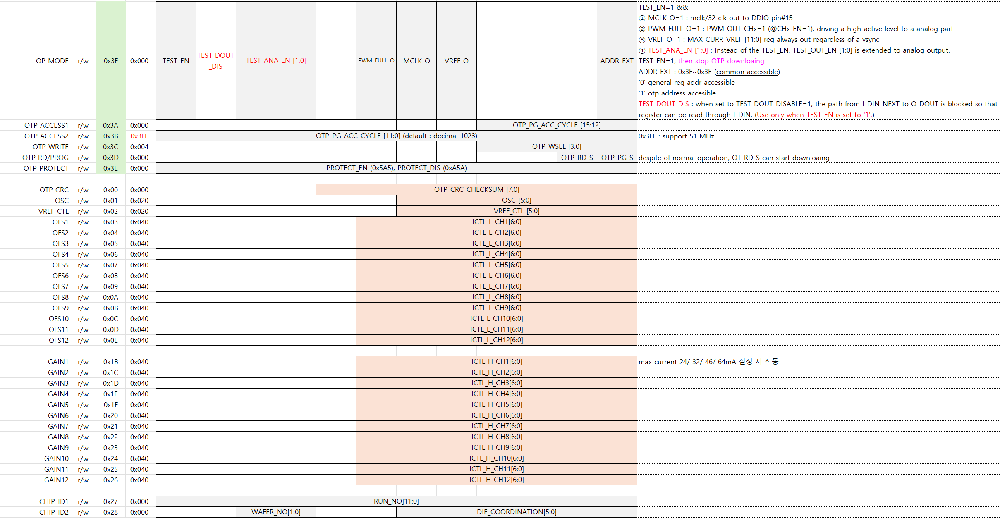 OP MODE r/w 0x3F 0x000 TEST_EN TEST_DOUT_DIS TEST_ANA_EN [1:0] PWM_FULL_O MCLK_O VREF_O ADDR_EXT
TEST_EN=1 &&
① MCLK_O=1 : mclk/32 clk out to DDIO pin#15
② PWM_FULL_O=1 : PWM_OUT_CHx=1 (@CHx_EN=1), driving a high-active level to a analog part
③ VREF_O=1 : MAX_CURR_VREF [11:0] reg always out regardless of a vsync
④ TEST_ANA_EN [1:0] : Instead of the TEST_EN, TEST_OUT_EN [1:0] is extended to analog output.
TEST_EN=1, then stop OTP downloaing
ADDR_EXT : 0x3F~0x3E (common accessible)
'0' general reg addr accessible
'1' otp address accesible
TEST_DOUT_DIS : when set to TEST_DOUT_DISABLE=1, the path from I_DIN_NEXT to O_DOUT is blocked so that
register can be read through I_DIN. (Use only when TEST_EN is set to '1'.)
OTP ACCESS1 r/w 0x3A 0x000 OTP_PG_ACC_CYCLE [15:12]
OTP ACCESS2 r/w 0x3B 0x3FF OTP_PG_ACC_CYCLE [11:0] (default : decimal 1023) 0x3FF : support 51 MHz
OTP WRITE r/w 0x3C 0x004 OTP_WSEL [3:0]
OTP RD/PROG r/w 0x3D 0x000 OTP_RD_S OTP_PG_S despite of normal operation, OT_RD_S can start downloaing
OTP PROTECT r/w 0x3E 0x000 PROTECT_EN (0x5A5), PROTECT_DIS (0xA5A)
OTP CRC r/w 0x00 0x000 OTP_CRC_CHECKSUM [7:0]
OSC r/w 0x01 0x020 OSC [5:0]
VREF_CTL r/w 0x02 0x020 VREF_CTL [5:0]
OFS1 r/w 0x03 0x040 ICTL_L_CH1[6:0]
OFS2 r/w 0x04 0x040 ICTL_L_CH2[6:0]
OFS3 r/w 0x05 0x040 ICTL_L_CH3[6:0]
OFS4 r/w 0x06 0x040 ICTL_L_CH4[6:0]
OFS5 r/w 0x07 0x040 ICTL_L_CH5[6:0]
OFS6 r/w 0x08 0x040 ICTL_L_CH6[6:0]
OFS7 r/w 0x09 0x040 ICTL_L_CH7[6:0]
OFS8 r/w 0x0A 0x040 ICTL_L_CH8[6:0]
OFS9 r/w 0x0B 0x040 ICTL_L_CH9[6:0]
OFS10 r/w 0x0C 0x040 ICTL_L_CH10[6:0]
OFS11 r/w 0x0D 0x040 ICTL_L_CH11[6:0]
OFS12 r/w 0x0E 0x040 ICTL_L_CH12[6:0]
GAIN1 r/w 0x1B 0x040 ICTL_H_CH1[6:0] max current 24/ 32/ 46/ 64mA 설정 시 작동
GAIN2 r/w 0x1C 0x040 ICTL_H_CH2[6:0]
GAIN3 r/w 0x1D 0x040 ICTL_H_CH3[6:0]
GAIN4 r/w 0x1E 0x040 ICTL_H_CH4[6:0]
GAIN5 r/w 0x1F 0x040 ICTL_H_CH5[6:0]
GAIN6 r/w 0x20 0x040 ICTL_H_CH6[6:0]
GAIN7 r/w 0x21 0x040 ICTL_H_CH7[6:0]
GAIN8 r/w 0x22 0x040 ICTL_H_CH8[6:0]
GAIN9 r/w 0x23 0x040 ICTL_H_CH9[6:0]
GAIN10 r/w 0x24 0x040 ICTL_H_CH10[6:0]
GAIN11 r/w 0x25 0x040 ICTL_H_CH11[6:0]
GAIN12 r/w 0x26 0x040 ICTL_H_CH12[6:0]
CHIP_ID1 r/w 0x27 0x000 RUN_NO]11:0]
CHIP_ID2 r/w 0x28 0x000 WAFER_NO[1:0] DIE_COORDINATION[5:0]